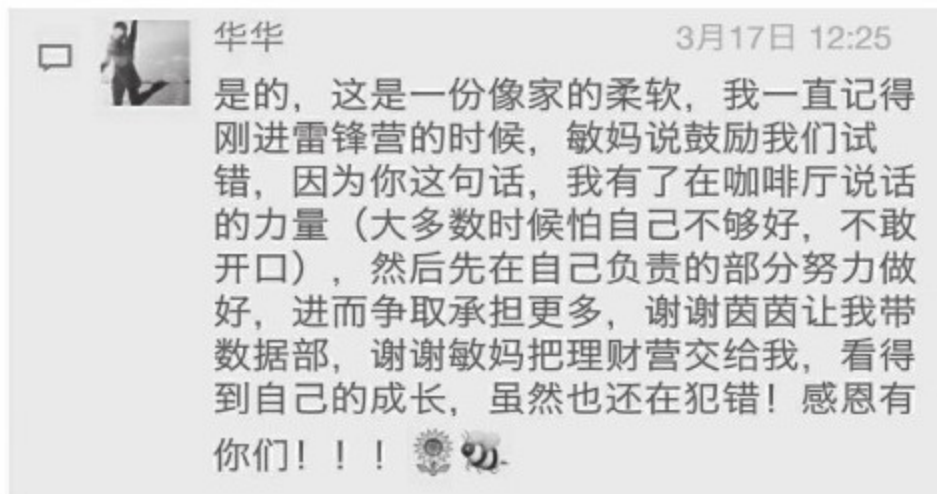 华华 3月17日 12:25
是的，这是一份像家的柔软，我一直记得
刚进雷锋营的时候，敏妈说鼓励我们试
错，因为你这句话，我有了在咖啡厅说话
的力量（大多数时候怕自己不够好，不敢
开口），然后先在自己负责的部分努力做
好，进而争取承担更多，谢谢茵茵让我带
数据部，谢谢敏妈把理财营交给我，看得
到自己的成长，虽然也还在犯错！感恩有
你们！！！🌻🐝